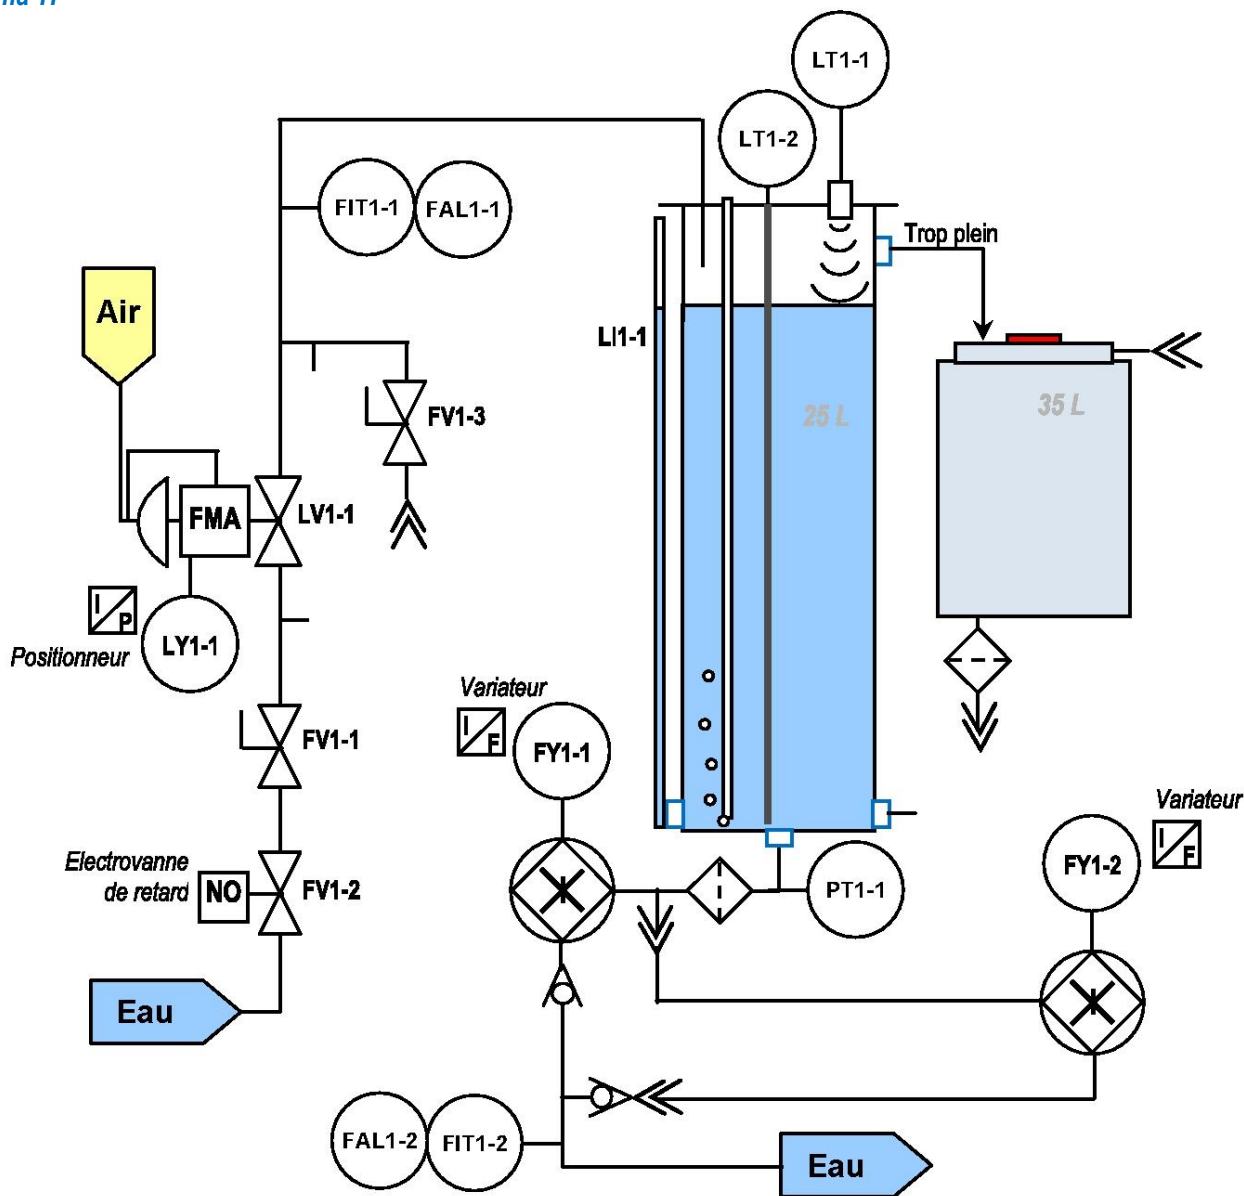 LT1-1
LT1-2
FIT1-1 FAL1-1
Trop plein
Air
LI1-1
25 L
35 L
FV1-3
FMA
LV1-1
I
P
LY1-1
Positionneur
Variateur
I
F
FY1-1
FV1-1
Variateur
I
F
FY1-2
Electrovanne
de retard
NO
FV1-2
PT1-1
Eau
FAL1-2 FIT1-2
Eau